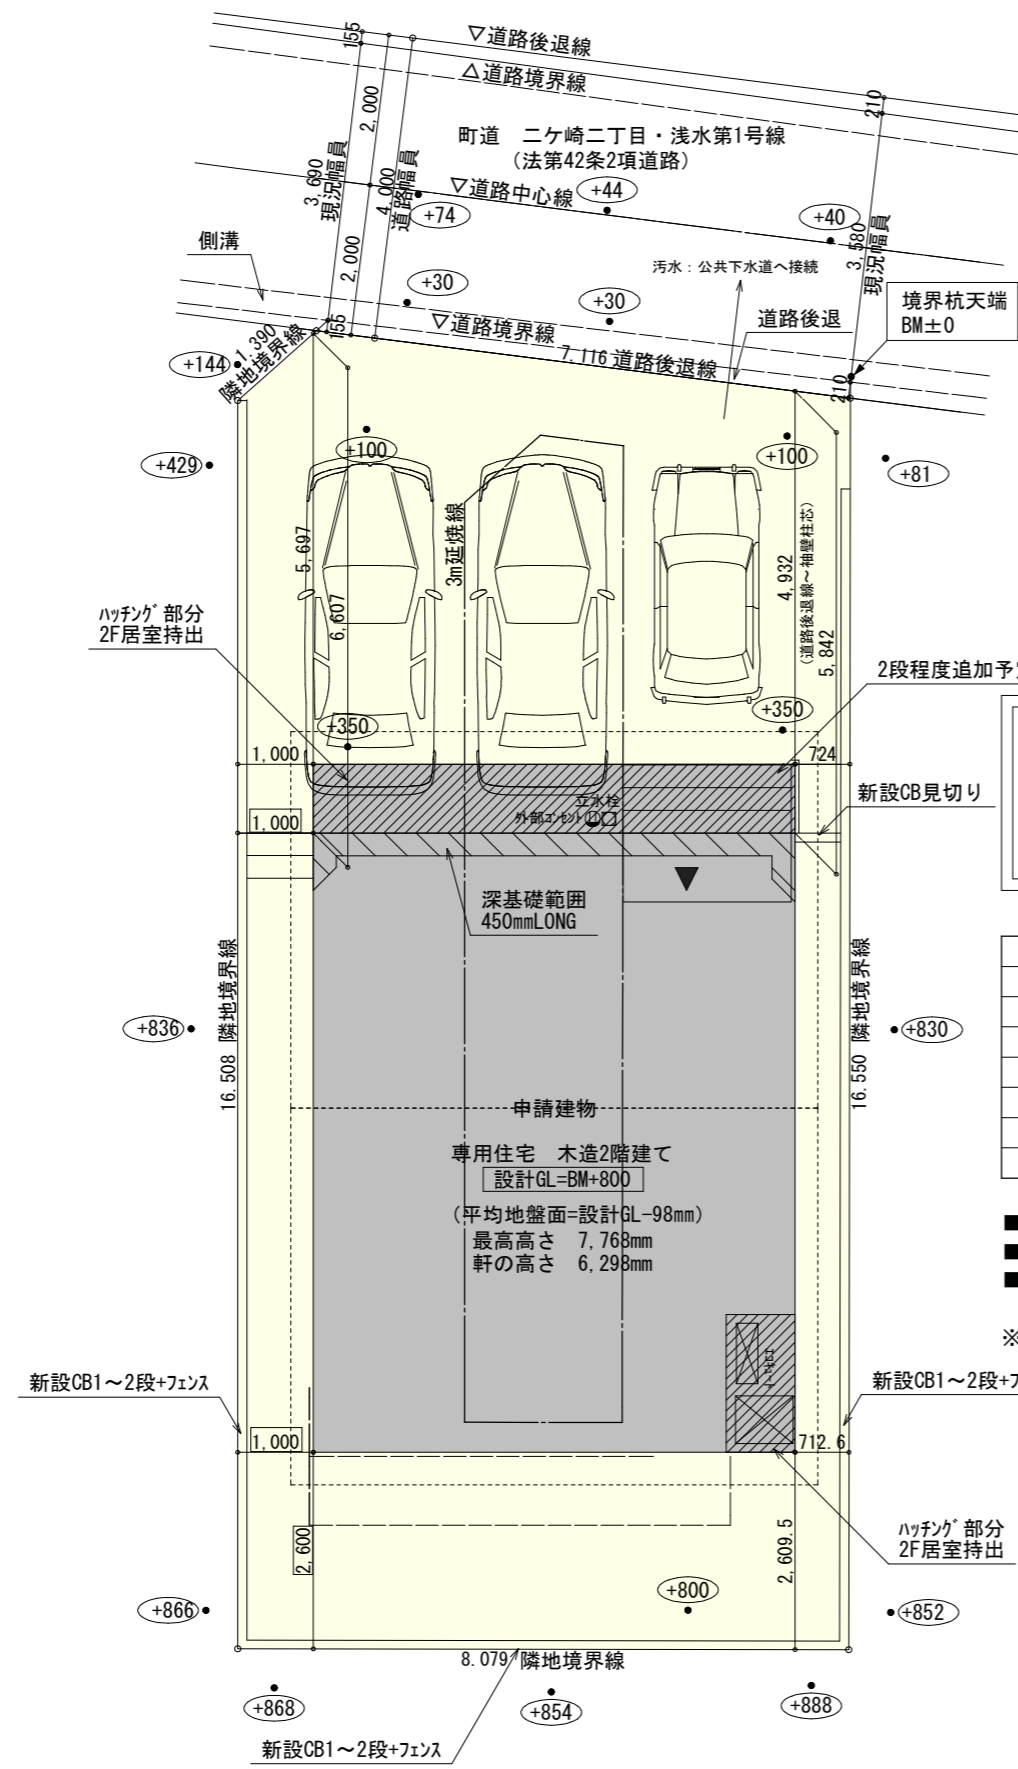 155
▽道路後退線
△道路境界線
210
2,000
3,690
現況幅員
4,000
道路幅員
町道　二ケ崎二丁目・浅水第1号線
(法第42条2項道路)
▽道路中心線
+74
+44
+40
3,580
現況幅員
側溝
2,000
+30
+30
汚水：公共下水道へ接続
境界杭天端
BM±0
155
▽道路境界線
道路後退
7.116 道路後退線
210
+144
1.390
隣地境界線
+429
+100
+100
+81
3m延焼線
5,697
6,607
4,932
(道路後退線～袖壁柱芯)
5,842
ﾊｯﾁﾝｸﾞ部分
2F居室持出
2段程度追加予
+350
+350
1,000
724
立水栓
外部ｺﾝｾﾝﾄ
新設CB見切り
1,000
深基礎範囲
450mmLONG
+836
16.508 隣地境界線
+830
16.550 隣地境界線
申請建物
専用住宅　木造2階建て
設計GL=BM+800
(平均地盤面=設計GL-98mm)
最高高さ　7,768mm
軒の高さ　6,298mm
■
■
■
※
新設CB1～2段+ﾌｪﾝｽ
新設CB1～2段+ﾌ
1,000
712.6
2,600
2,609.5
ﾊｯﾁﾝｸﾞ部分
2F居室持出
+866
+800
+852
8.079 隣地境界線
+868
+854
+888
新設CB1～2段+ﾌｪﾝｽ